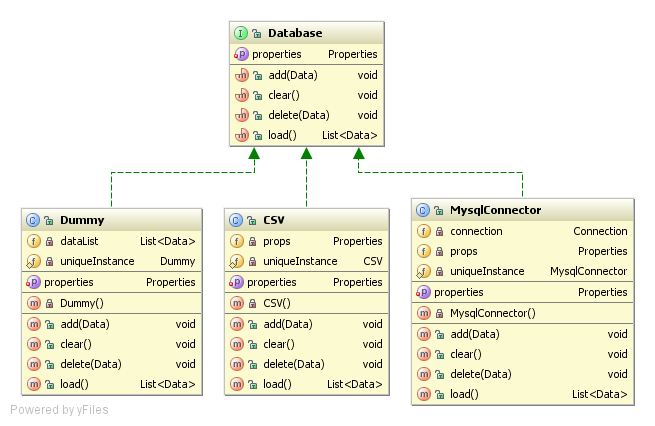 I Database
p properties Properties
m add(Data) void
m clear() void
m delete(Data) void
m load() List<Data>
C Dummy
f dataList List<Data>
f uniqueInstance Dummy
p properties Properties
m Dummy()
m add(Data) void
m clear() void
m delete(Data) void
m load() List<Data>
C CSV
f props Properties
f uniqueInstance CSV
p properties Properties
m CSV()
m add(Data) void
m clear() void
m delete(Data) void
m load() List<Data>
C MysqlConnector
f connection Connection
f props Properties
f uniqueInstance MysqlConnector
p properties Properties
m MysqlConnector()
m add(Data) void
m clear() void
m delete(Data) void
m load() List<Data>
Powered by yFiles